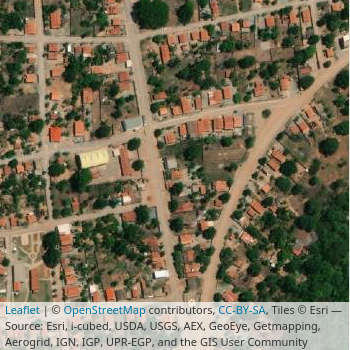 Leaflet | © OpenStreetMap contributors, CC-BY-SA, Tiles © Esri —
Source: Esri, i-cubed, USDA, USGS, AEX, GeoEye, Getmapping,
Aerogrid, IGN, IGP, UPR-EGP, and the GIS User Community